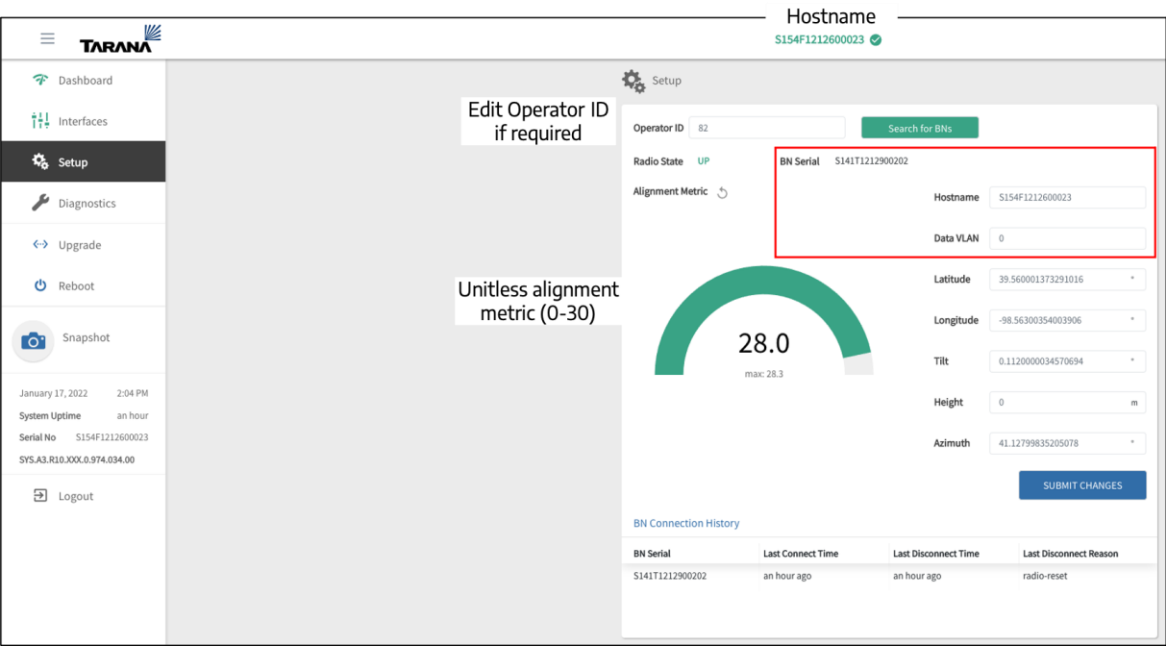 Hostname
S154F1212600023
TARANA
Dashboard
Interfaces
Setup
Diagnostics
Upgrade
Reboot
Snapshot
January 17, 2022 2:04 PM
System Uptime an hour
Serial No S154F1212600023
SYS.A3.R10.XXX.0.974.034.00
Logout
Setup
Edit Operator ID
if required
Operator ID 82 Search for BNs
Radio State UP BN Serial S141T1212900202
Alignment Metric
Hostname S154F1212600023
Data VLAN 0
Unitless alignment
metric (0-30)
28.0
max: 28.3
Latitude 39.560001373291016 °
Longitude -98.56300354003906 °
Tilt 0.1120000034570694 °
Height 0 m
Azimuth 41.12799835205078 °
SUBMIT CHANGES
BN Connection History
BN Serial Last Connect Time Last Disconnect Time Last Disconnect Reason
S141T1212900202 an hour ago an hour ago radio-reset